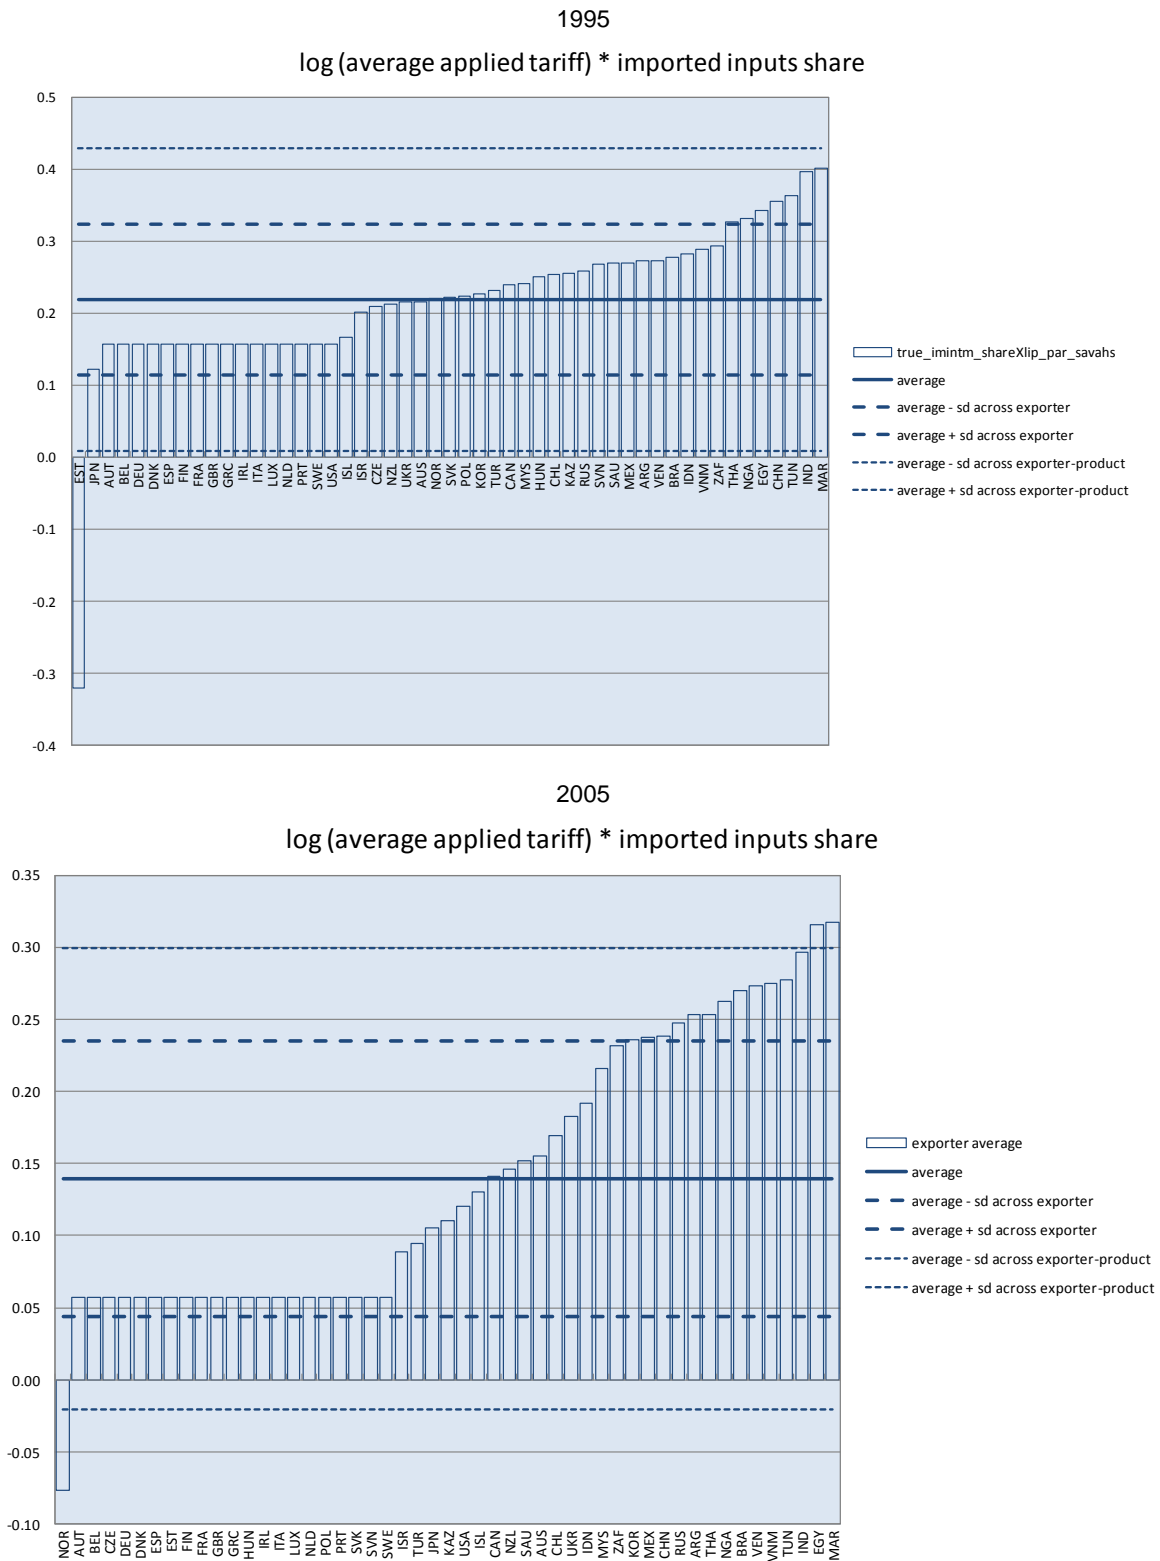 1995
log (average applied tariff) * imported inputs share
0.5
0.4
0.3
0.2
0.1
0.0
-0.1
-0.2
-0.3
-0.4
EST JPN AUT BEL DEU DNK ESP FIN FRA GBR GRC IRL ITA LUX NLD PRT SWE USA ISL ISR CZE NZL UKR AUS NOR SVK POL KOR TUR CAN MYS HUN CHL KAZ RUS SVN SAU MEX ARG VEN BRA IDN VNM ZAF THA NGA EGY CHN TUN IND MAR
true_imintm_shareXlip_par_savahs
average
average - sd across exporter
average + sd across exporter
average - sd across exporter-product
average + sd across exporter-product
2005
log (average applied tariff) * imported inputs share
0.35
0.30
0.25
0.20
0.15
0.10
0.05
0.00
-0.05
-0.10
NOR AUT BEL CZE DEU DNK ESP EST FIN FRA GBR GRC HUN IRL ITA LUX NLD POL PRT SVK SVN SWE ISR TUR JPN KAZ USA ISL CAN NZL SAU AUS CHL UKR IDN MYS ZAF KOR MEX CHN RUS ARG THA NGA BRA VEN VNM TUN IND EGY MAR
exporter average
average
average - sd across exporter
average + sd across exporter
average - sd across exporter-product
average + sd across exporter-product